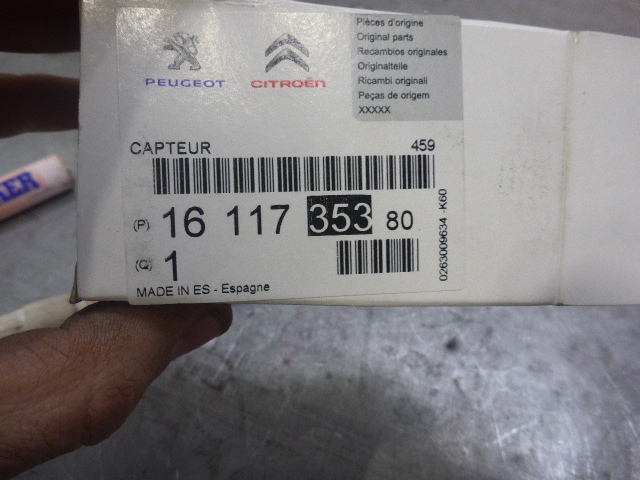 PEUGEOT
CITROËN
Pièces d'origine
Original parts
Recambios originales
Originalteile
Ricambi originali
Peças de origem
XXXXX
CAPTEUR 459
(P) 16 117 353 80
(Q) 1
MADE IN ES - Espagne
0263009634 -K60